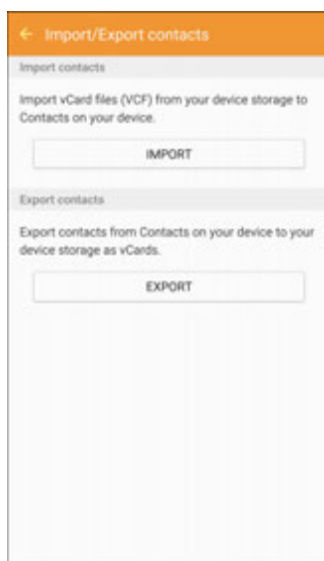 Import/Export contacts
Import contacts
Import vCard files (VCF) from your device storage to
Contacts on your device.
IMPORT
Export contacts
Export contacts from Contacts on your device to your
device storage as vCards.
EXPORT